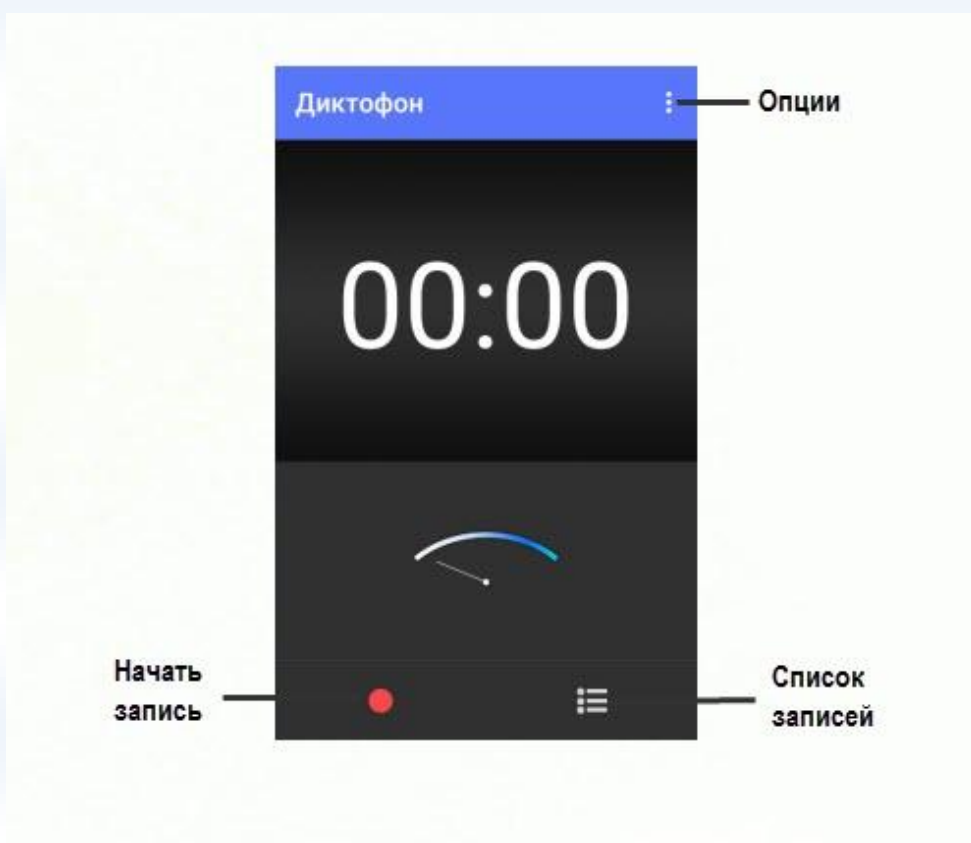 Диктофон
Опции
00:00
Начать
запись
Список
записей